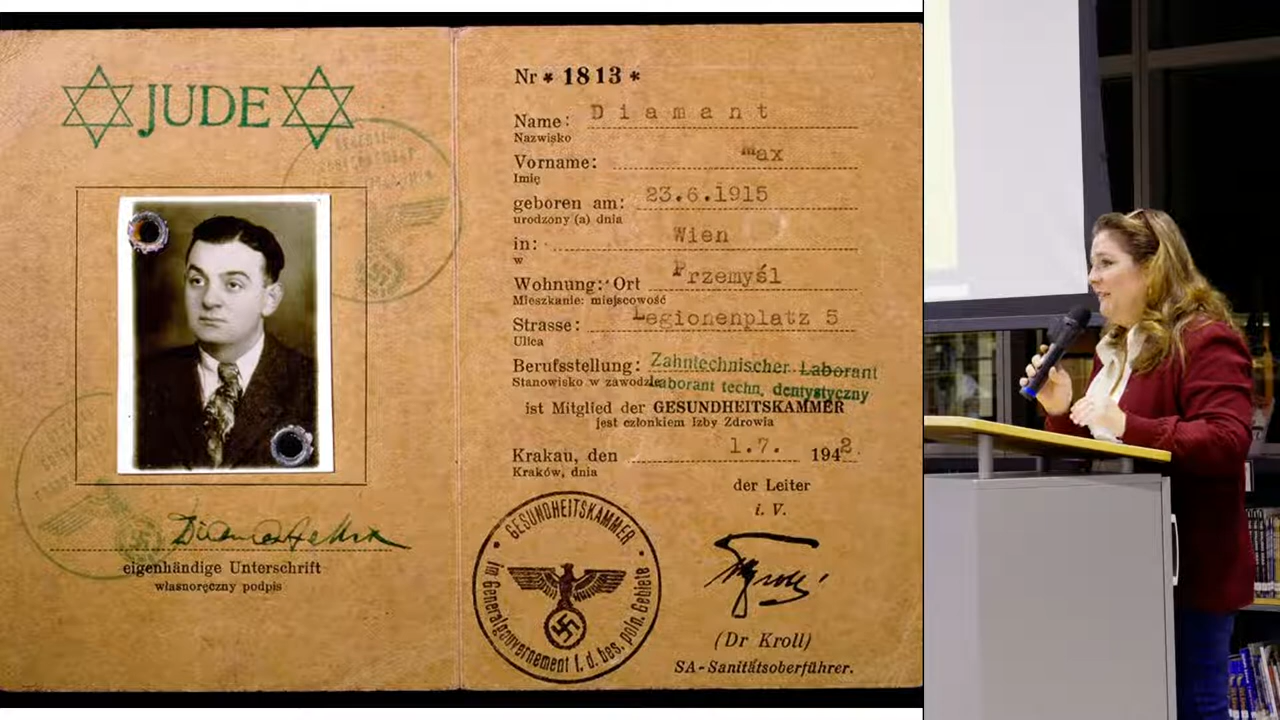 JUDE
eigenhändige Unterschrift
własnoręczny podpis
Nr * 1813 *
Name: Diamant
Nazwisko
Vorname: max
Imię
geboren am: 23.6.1915
urodzony (a) dnia
in: Wien
w
Wohnung: Ort Przemyśl
Mieszkanie: miejscowość
Strasse: Legionenplatz 5
Ulica
Berufsstellung: Zahntechnischer Laborant
Stanowisko w zawodzie Laborant techn. dentystyczny
ist Mitglied der GESUNDHEITSKAMMER
jest członkiem Izby Zdrowia
Krakau, den 1.7. 1942
Kraków, dnia
der Leiter
i. V.
GESUNDHEITSKAMMER
im Generalgouvernement f. d. bes. poln. Gebiete
(Dr Kroll)
SA-Sanitätsoberführer.